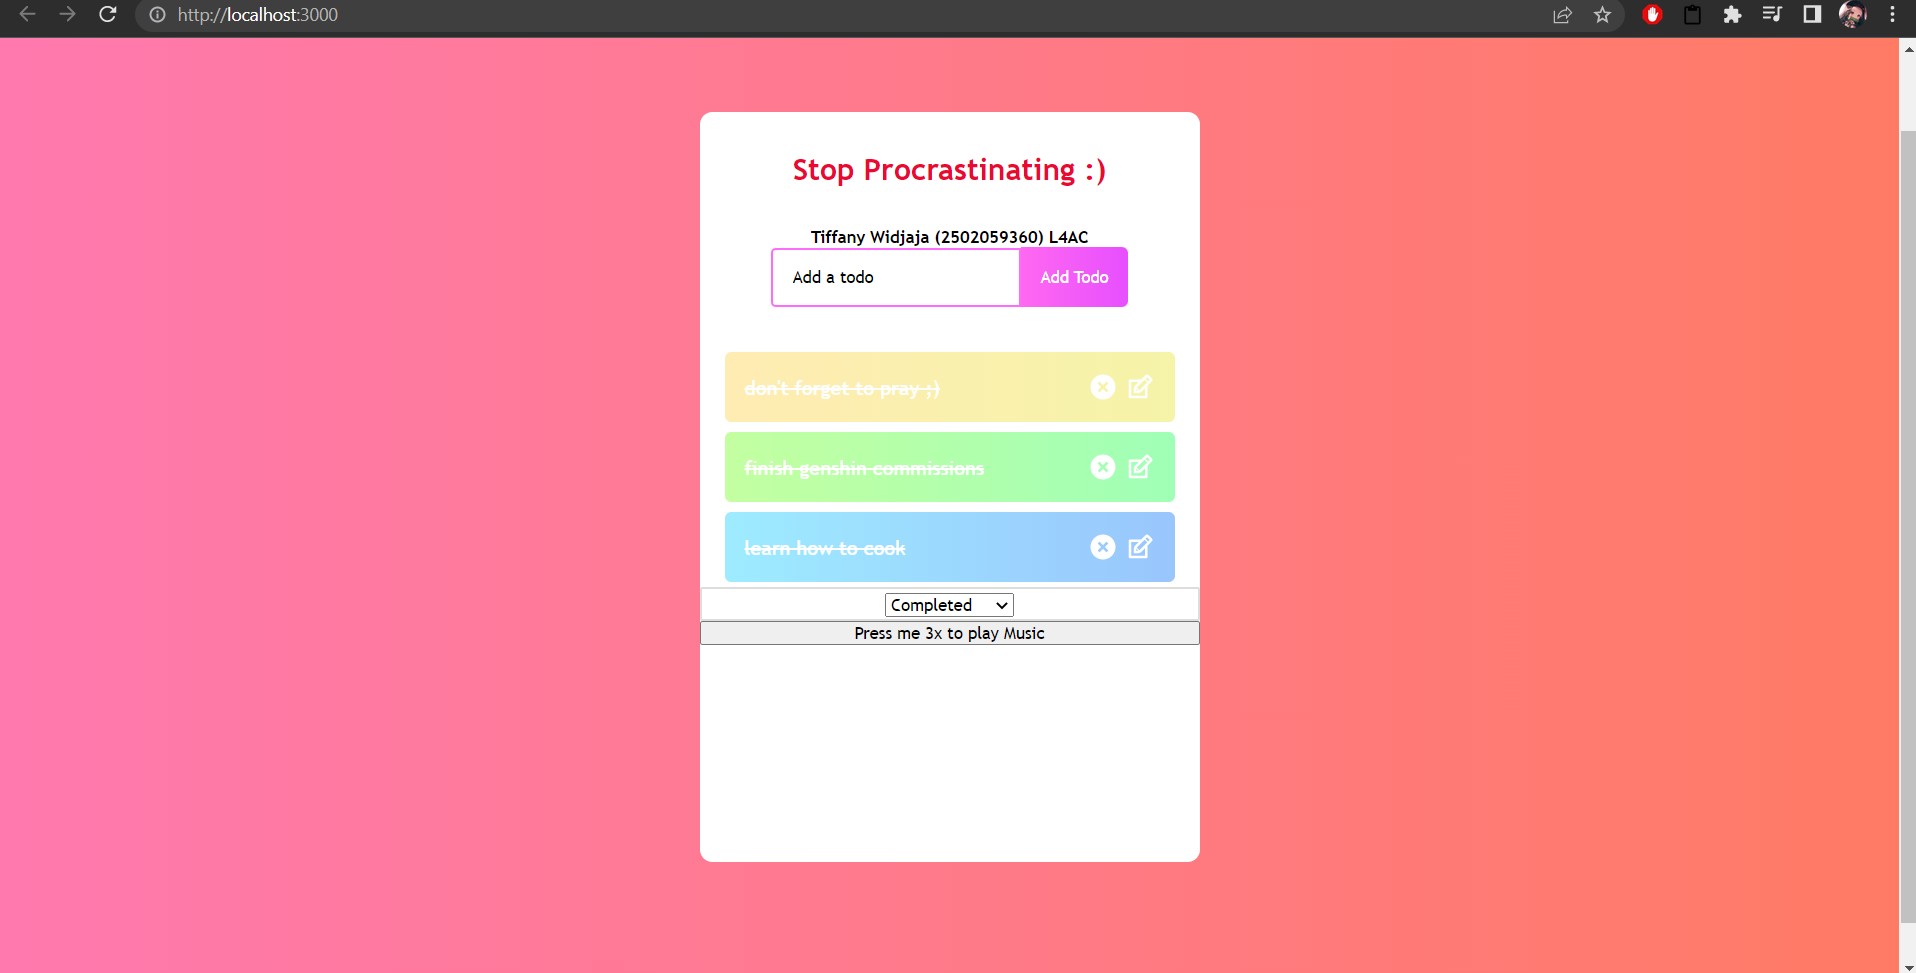 http://localhost:3000
Stop Procrastinating :)
Tiffany Widjaja (2502059360) L4AC
Add a todo
Add Todo
don't forget to pray ;)
finish genshin commissions
learn how to cook
Completed
Press me 3x to play Music